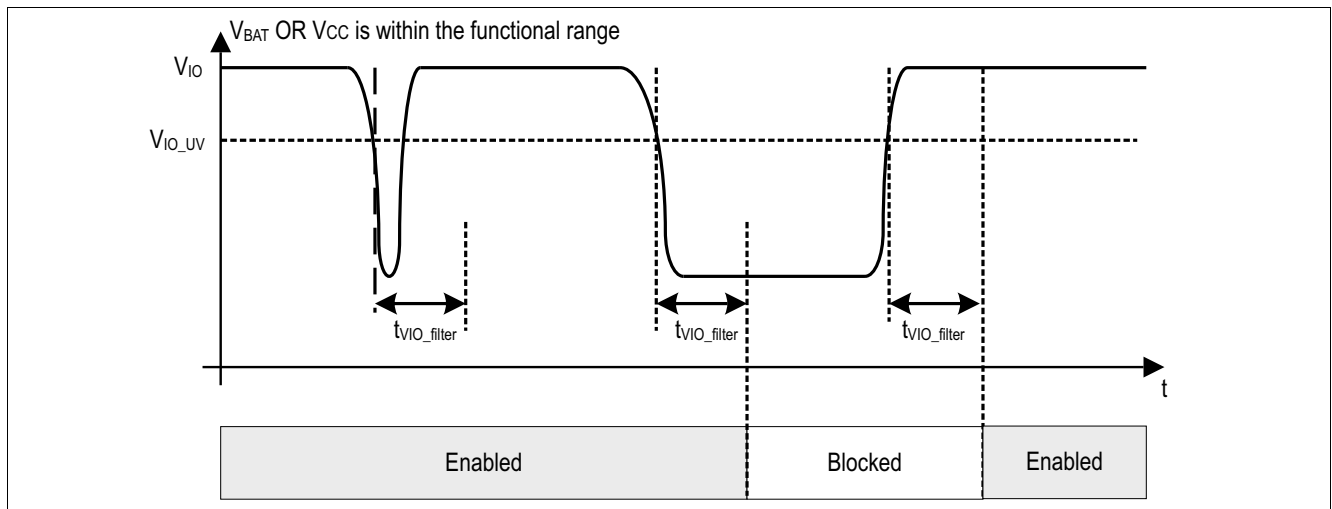 VBAT OR VCC is within the functional range
VIO
VIO_UV
tVIO_filter
tVIO_filter
tVIO_filter
t
Enabled
Blocked
Enabled